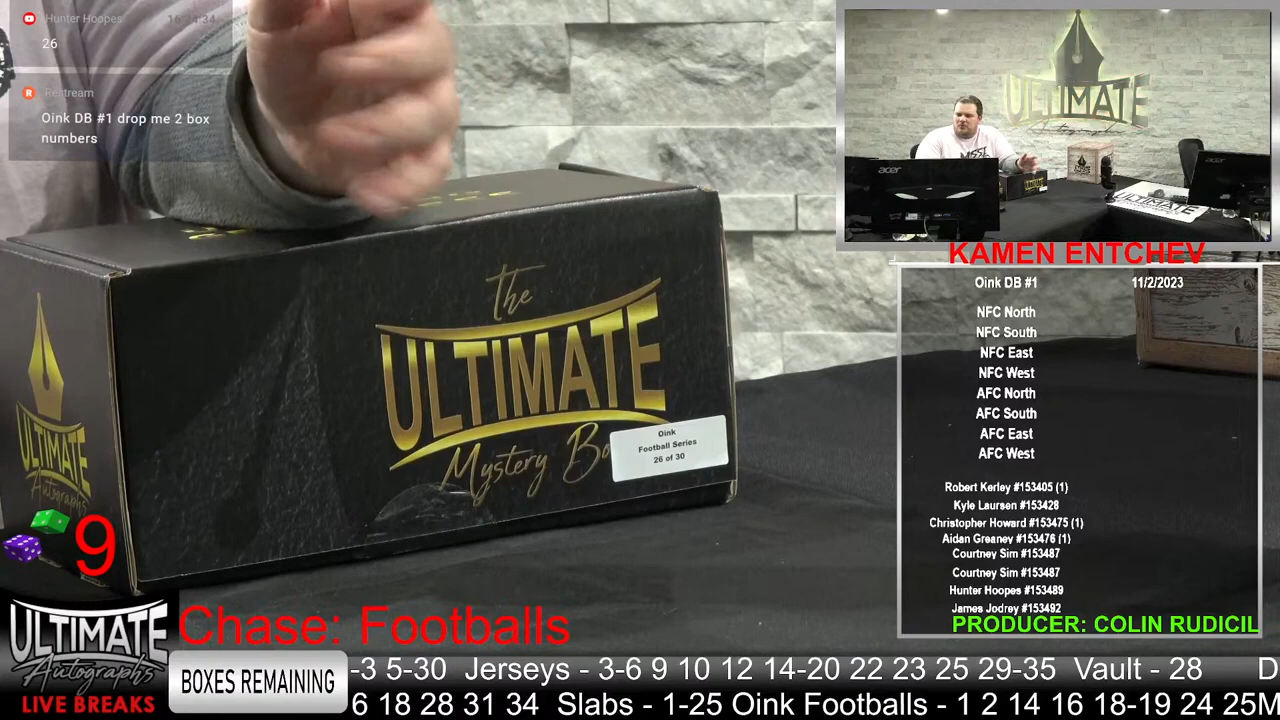 Hunter Hoopes
26
Restream
Oink DB #1 drop me 2 box
numbers
The
ULTIMATE
Mystery
Oink
Football Series
26 of 30
ULTIMATE
Autographs
ULTIMATE
acer
acer
KAMEN ENTCHEV
Oink DB #1 11/2/2023
NFC North
NFC South
NFC East
NFC West
AFC North
AFC South
AFC East
AFC West
Robert Kerley #153405 (1)
Kyle Laursen #153428
Christopher Howard #153475 (1)
Aidan Greaney #153476 (1)
Courtney Sim #153487
Courtney Sim #153487
Hunter Hoopes #153489
James Jodrey #153492
PRODUCER: COLIN RUDICIL
9
Chase: Footballs
ULTIMATE
Autographs
LIVE BREAKS
BOXES REMAINING
-3 5-30 Jerseys - 3-6 9 10 12 14-20 22 23 25 29-35 Vault - 28 D
6 18 28 31 34 Slabs - 1-25 Oink Footballs - 1 2 14 16 18-19 24 25M